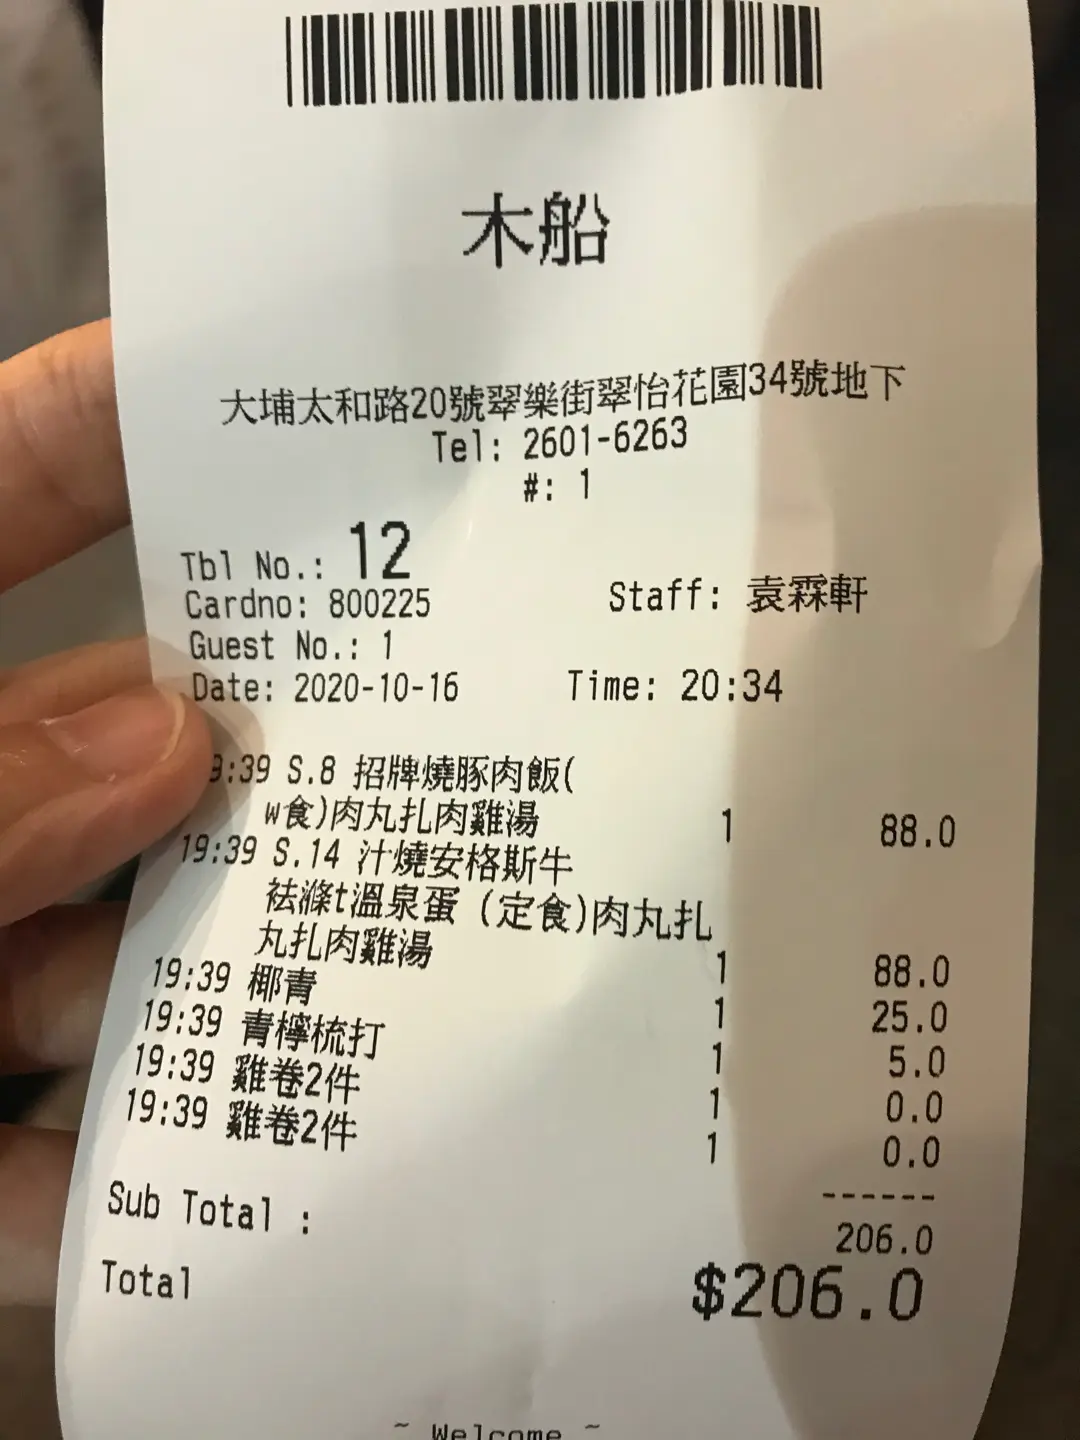 木船
大埔太和路20號翠樂街翠怡花園34號地下
Tel: 2601-6263
#: 1
Tbl No.: 12
Cardno: 800225 Staff: 袁霖軒
Guest No.: 1
Date: 2020-10-16 Time: 20:34
9:39 S.8 招牌燒豚肉飯(
w食)肉丸扎肉雞湯 1 88.0
19:39 S.14 汁燒安格斯牛
袪滌t溫泉蛋 (定食)肉丸扎
丸扎肉雞湯 1 88.0
19:39 椰青 1 25.0
19:39 青檸梳打 1 5.0
19:39 雞卷2件 1 0.0
19:39 雞卷2件 1 0.0
------
Sub Total : 206.0
Total $206.0
~ Welcome ~